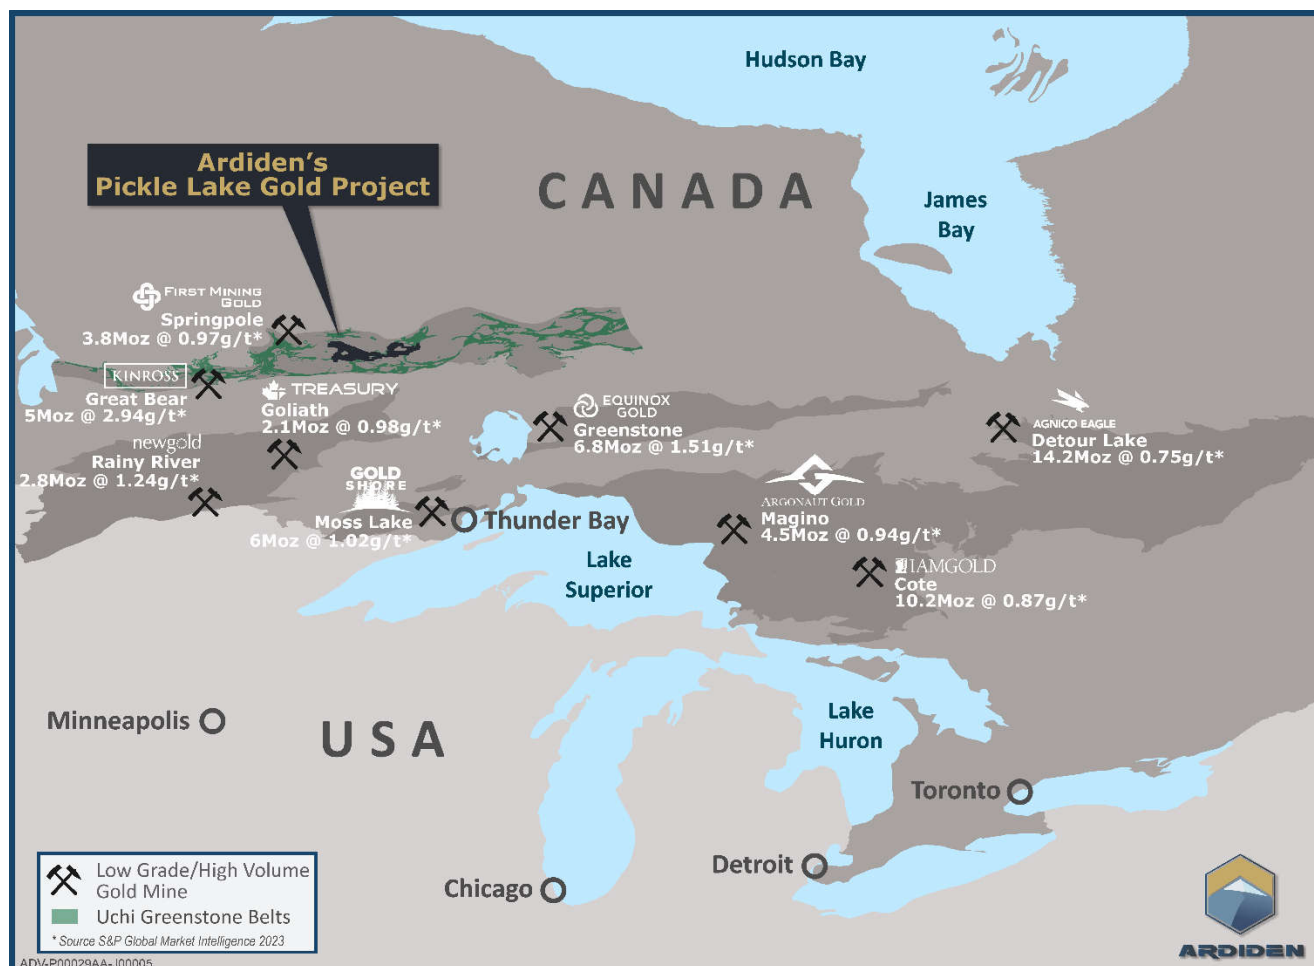 Hudson Bay
Ardiden's
Pickle Lake Gold Project
CANADA
James
Bay
FIRST MINING
GOLD
Springpole
3.8Moz @ 0.97g/t*
KINROSS
Great Bear
5Moz @ 2.94g/t*
TREASURY
Goliath
2.1Moz @ 0.98g/t*
EQUINOX
GOLD
Greenstone
6.8Moz @ 1.51g/t*
AGNICO EAGLE
Detour Lake
14.2Moz @ 0.75g/t*
newgold
Rainy River
2.8Moz @ 1.24g/t*
GOLD
SHORE
Moss Lake
6Moz @ 1.02g/t*
Thunder Bay
ARGONAUT GOLD
Magino
4.5Moz @ 0.94g/t*
Lake
Superior
IAMGOLD
Cote
10.2Moz @ 0.87g/t*
Minneapolis
USA
Lake
Huron
Toronto
Detroit
Chicago
Low Grade/High Volume
Gold Mine
Uchi Greenstone Belts
* Source S&P Global Market Intelligence 2023
ADV-P00029AA-J00005
ARDIDEN